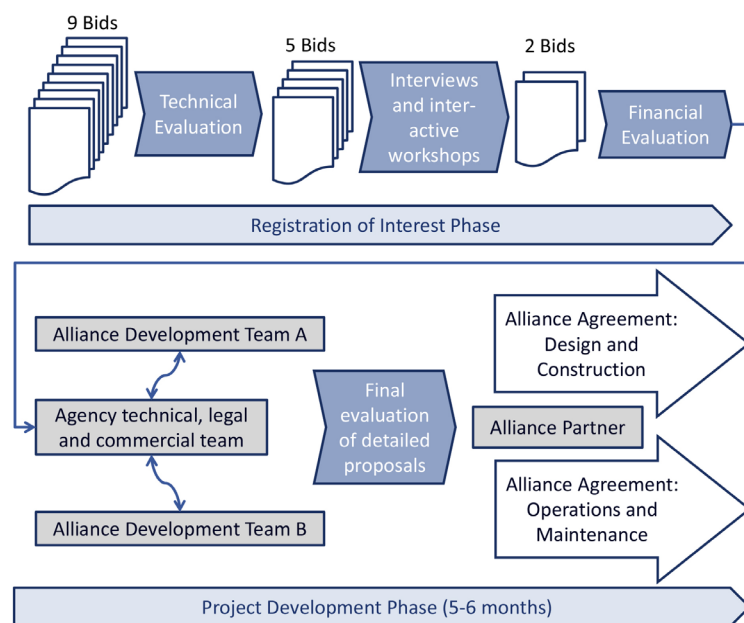 9 Bids
5 Bids
2 Bids
Technical
Evaluation
Interviews
and inter-
active
workshops
Financial
Evaluation
Registration of Interest Phase
Alliance Development Team A
Agency technical, legal
and commercial team
Alliance Development Team B
Final
evaluation
of detailed
proposals
Alliance Agreement:
Design and
Construction
Alliance Partner
Alliance Agreement:
Operations and
Maintenance
Project Development Phase (5-6 months)